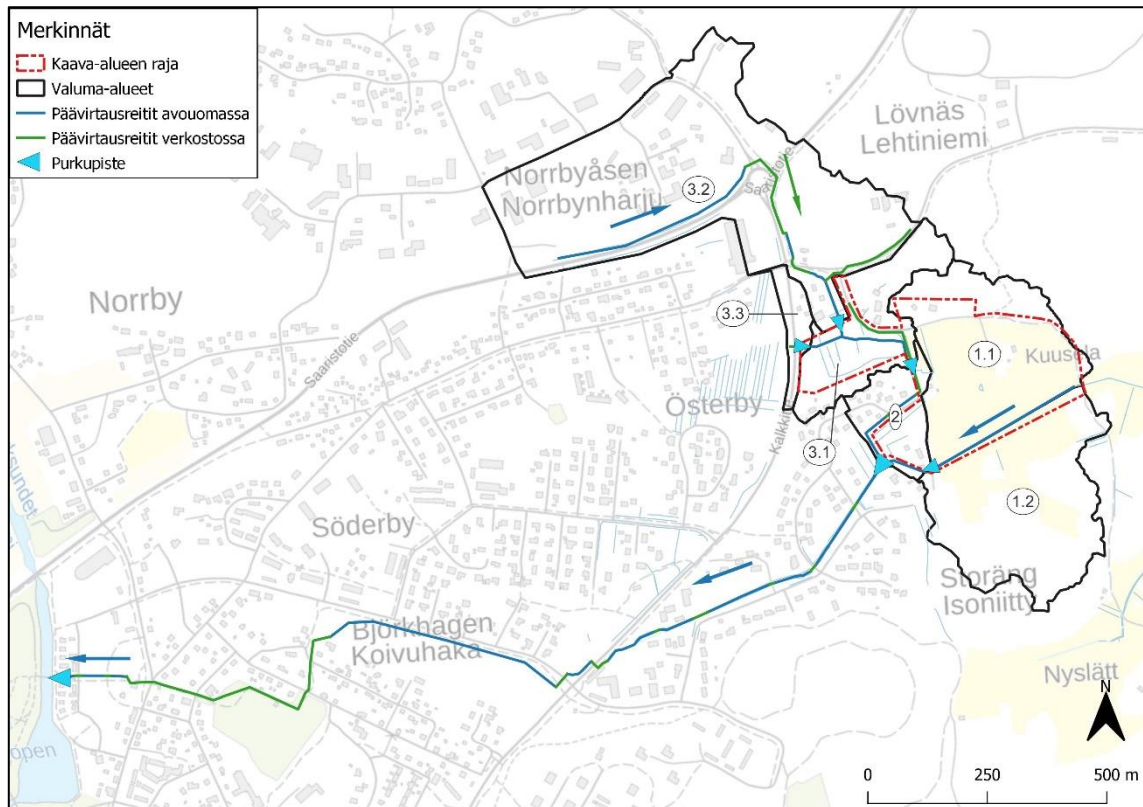 Merkinnät
Kaava-alueen raja
Valuma-alueet
Päävirtausreitit avouomassa
Päävirtausreitit verkostossa
Purkupiste
Lövnäs
Lehtiniemi
Norrbyåsen
Norrbynharju
3.2
Saaristotie
Norrby
Saaristotie
3.3
1.1
Kuusela
Österby
2
3.1
1.2
Söderby
Storäng
Isoniitty
Björkhagen
Koivuhaka
Nyslätt
N
0 250 500 m